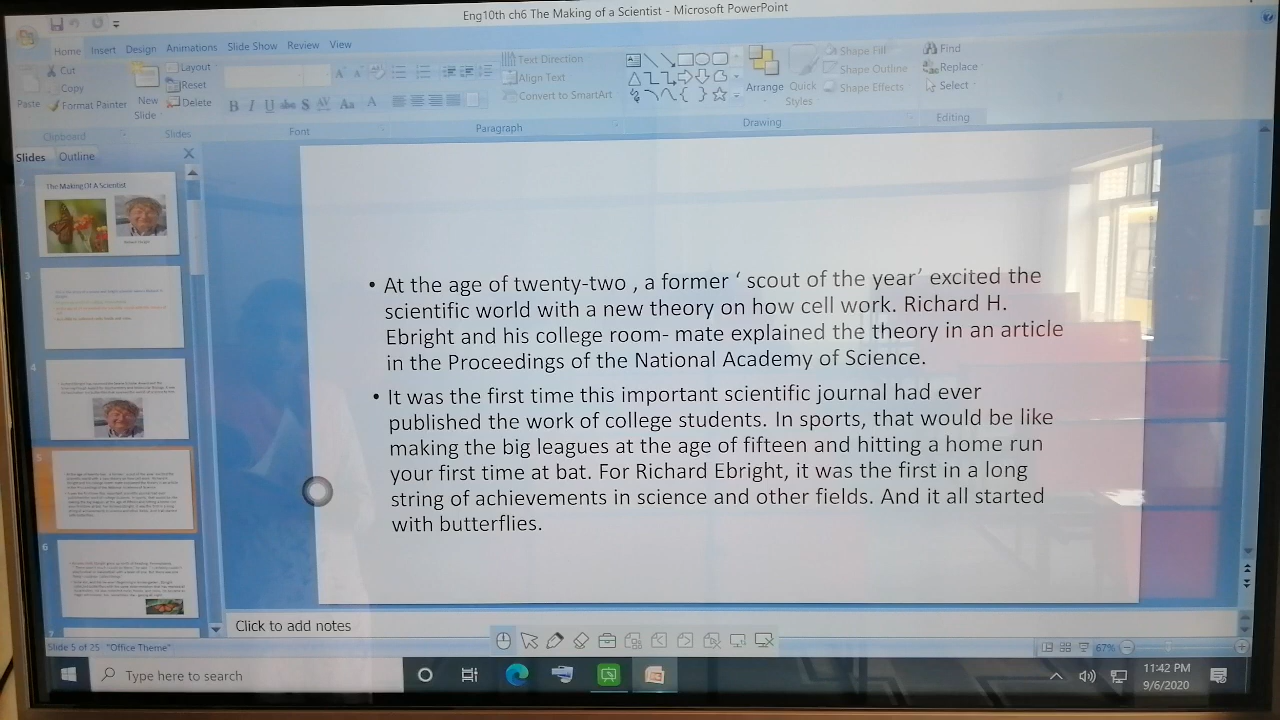 Eng10th ch6 The Making of a Scientist - Microsoft PowerPoint
Home Insert Design Animations Slide Show Review View
Cut
Copy
Format Painter
Paste
Clipboard
New
Slide
Layout
Reset
Delete
Slides
B I U abc S AV Aa A
Font
Text Direction
Align Text
Convert to SmartArt
Paragraph
Arrange
Quick
Styles
Shape Fill
Shape Outline
Shape Effects
Drawing
Find
Replace
Select
Editing
Slides Outline
2
The Making Of A Scientist
3
4
5
6
• At the age of twenty-two , a former ‘ scout of the year’ excited the
scientific world with a new theory on how cell work. Richard H.
Ebright and his college room- mate explained the theory in an article
in the Proceedings of the National Academy of Science.
• It was the first time this important scientific journal had ever
published the work of college students. In sports, that would be like
making the big leagues at the age of fifteen and hitting a home run
your first time at bat. For Richard Ebright, it was the first in a long
string of achievements in science and other fields. And it all started
with butterflies.
Click to add notes
Slide 5 of 25 "Office Theme"
67%
Type here to search
11:42 PM
9/6/2020